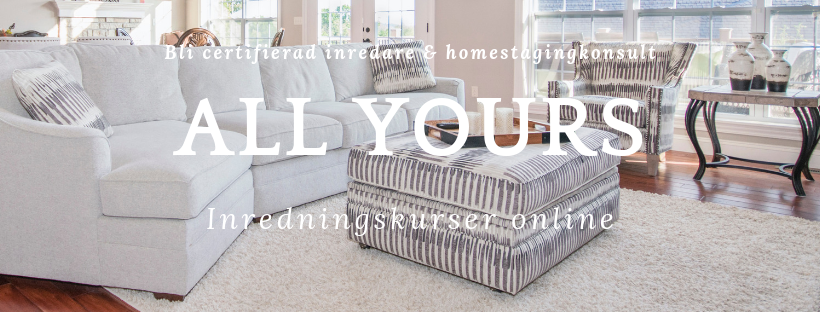 Bli certifierad inredare & homestagingkonsult
ALL YOURS
Inredningskurser online